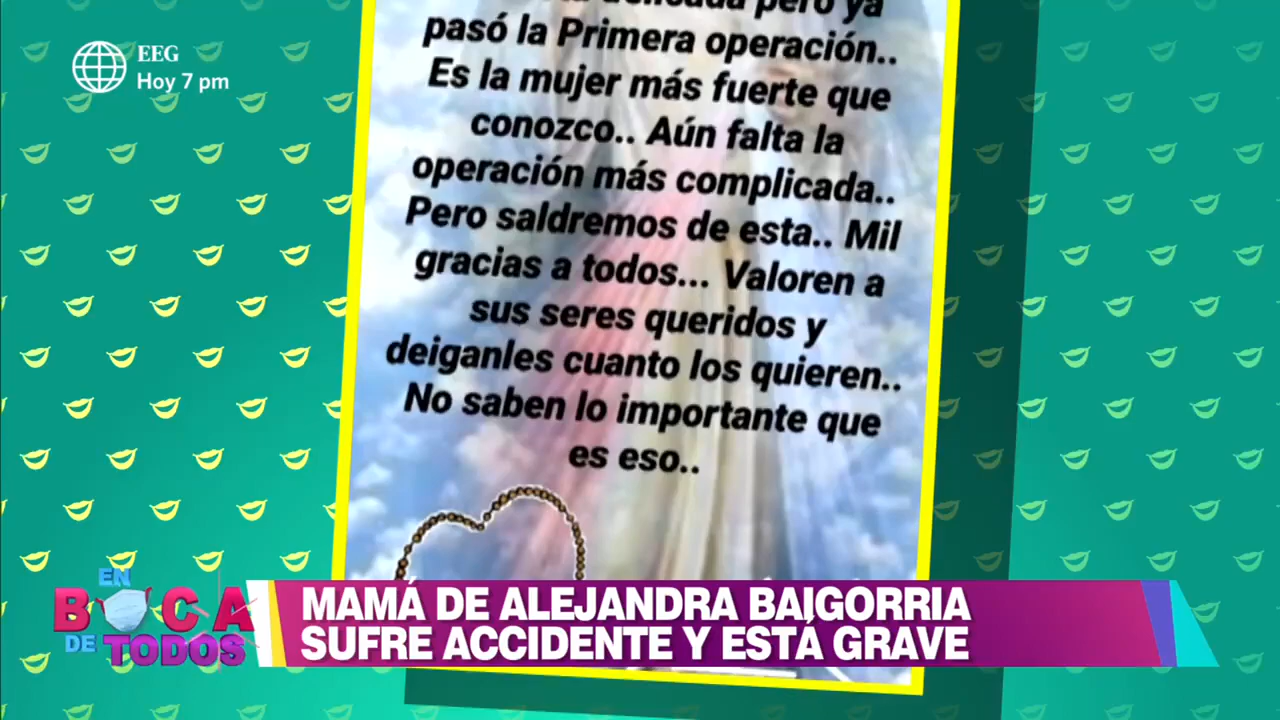 EEG
Hoy 7 pm
pero ya
pasó la Primera operación..
Es la mujer más fuerte que
conozco.. Aún falta la
operación más complicada..
Pero saldremos de esta.. Mil
gracias a todos... Valoren a
sus seres queridos y
deiganles cuanto los quieren..
No saben lo importante que
es eso..
EN
BOCA
DE TODOS
MAMÁ DE ALEJANDRA BAIGORRIA
SUFRE ACCIDENTE Y ESTÁ GRAVE